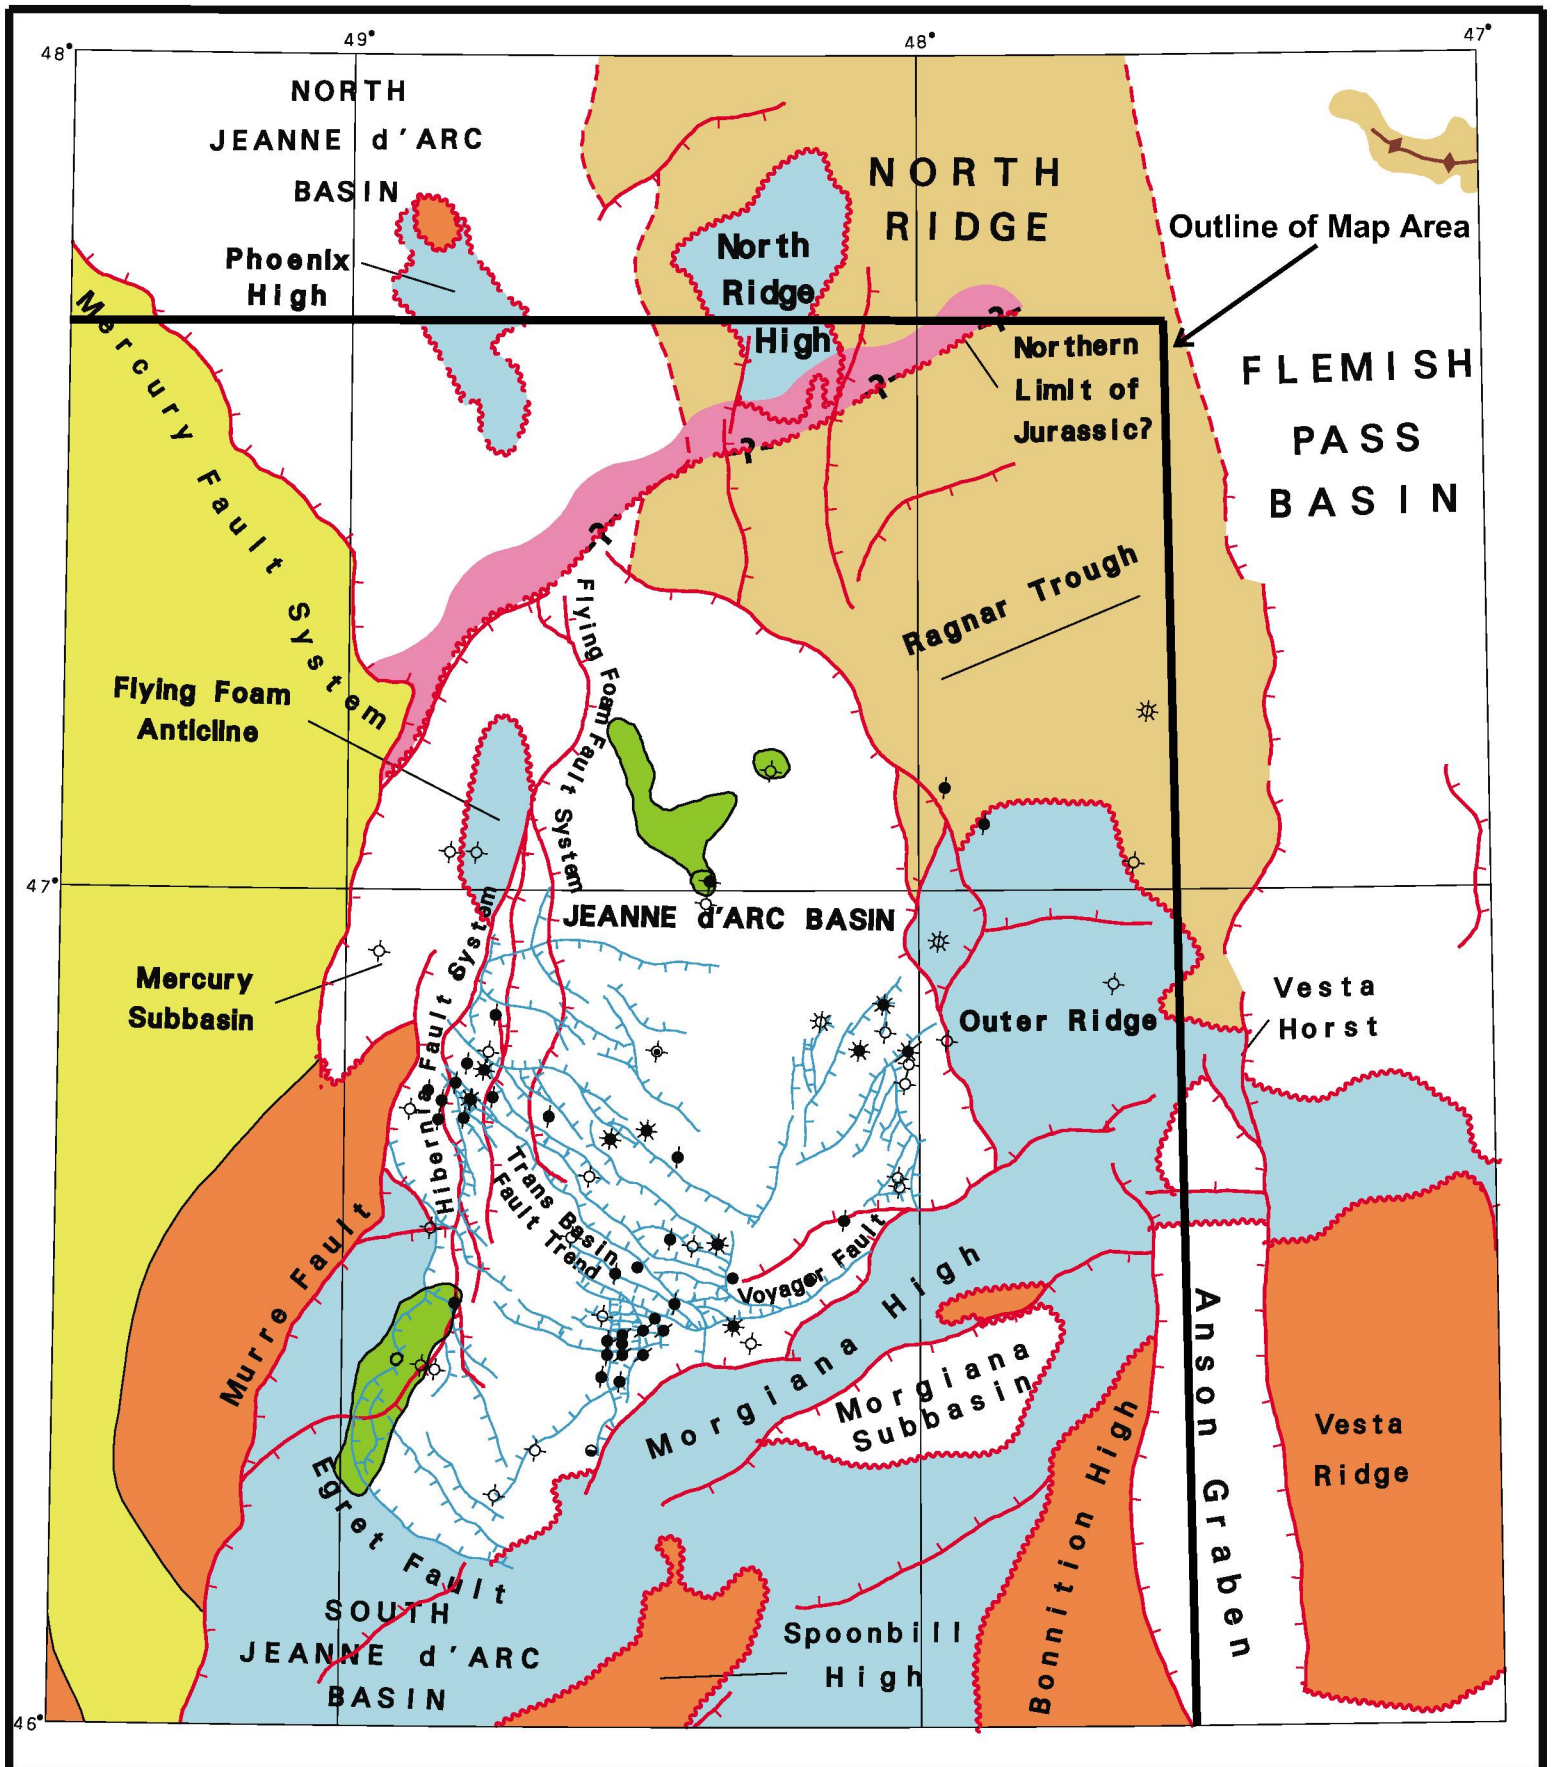 48°
49°
48°
47°
NORTH
JEANNE d'ARC
BASIN
Phoenix
High
NORTH
RIDGE
North
Ridge
High
Outline of Map Area
Northern
Limit of
Jurassic?
FLEMISH
PASS
BASIN
Mercury Fault System
?
?
?
?
Ragnar Trough
Flying Foam
Anticline
Flying Foam Fault System
47°
JEANNE d'ARC BASIN
Mercury
Subbasin
Hibernia Fault System
Outer Ridge
Vesta
Horst
Trans Basin
Fault Trend
Murre Fault
Voyager Fault
Morgiana High
Morgiana
Subbasin
Anson Graben
Vesta
Ridge
Bonnition High
Egret Fault
SOUTH
JEANNE d'ARC
BASIN
Spoonbill
High
46°